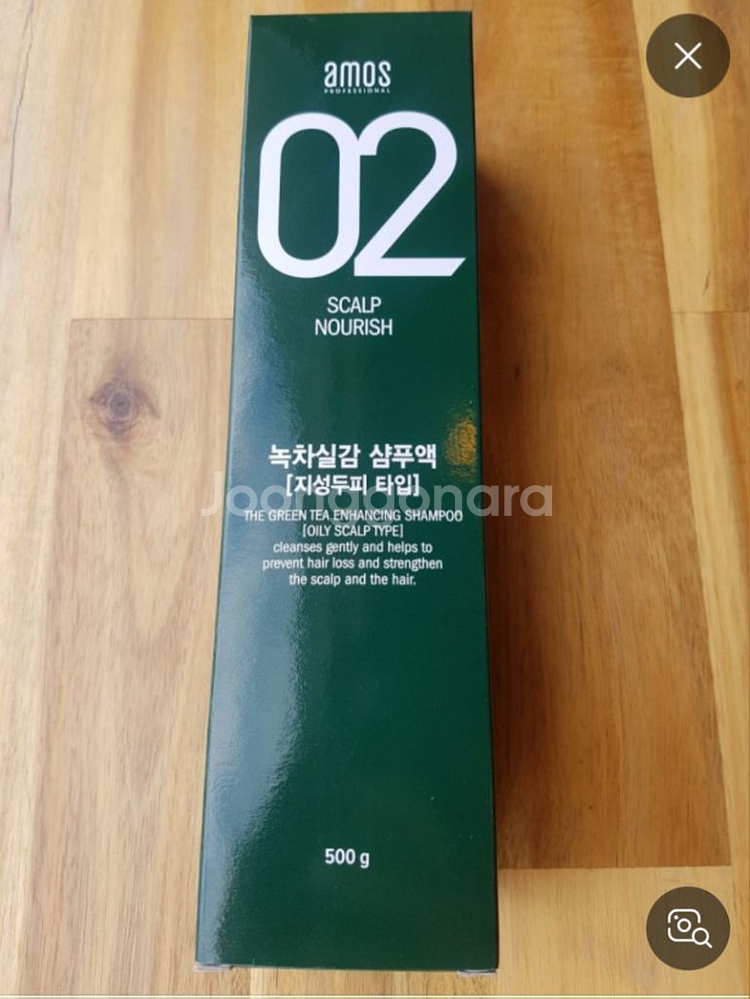 amos
PROFESSIONAL
02
SCALP
NOURISH
녹차실감 샴푸액
[지성두피 타입]
Joonggonara
THE GREEN TEA ENHANCING SHAMPOO
[OILY SCALP TYPE]
cleanses gently and helps to
prevent hair loss and strengthen
the scalp and the hair.
500 g